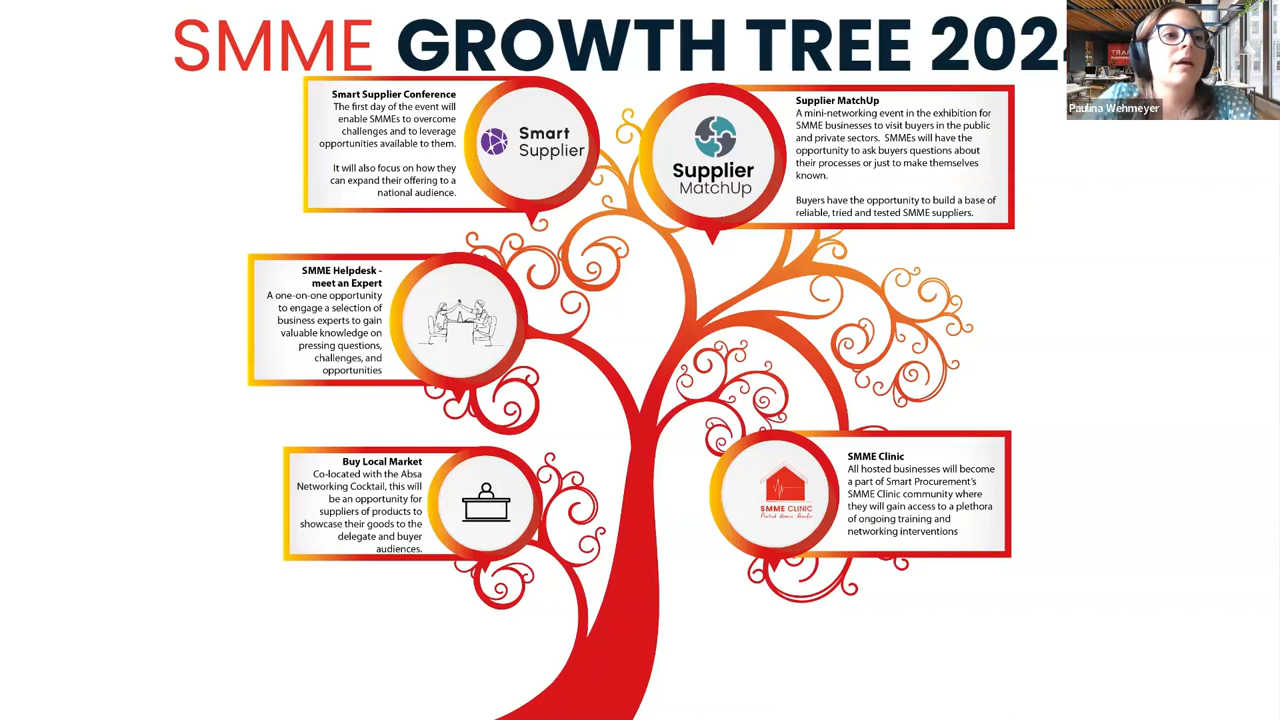 SMME GROWTH TREE 202
Paulina Wehmeyer
Smart Supplier Conference
The first day of the event will
enable SMMEs to overcome
challenges and to leverage
opportunities available to them.
It will also focus on how they
can expand their offering to a
national audience.
Smart
Supplier
Supplier
MatchUp
Supplier MatchUp
A mini-networking event in the exhibition for
SMME businesses to visit buyers in the public
and private sectors. SMMEs will have the
opportunity to ask buyers questions about
their processes or just to make themselves
known.
Buyers have the opportunity to build a base of
reliable, tried and tested SMME suppliers.
SMME Helpdesk -
meet an Expert
A one-on-one opportunity
to engage a selection of
business experts to gain
valuable knowledge on
pressing questions,
challenges, and
opportunities
Buy Local Market
Co-located with the Absa
Networking Cocktail, this will
be an opportunity for
suppliers of products to
showcase their goods to the
delegate and buyer
audiences.
SMME CLINIC
SMME Clinic
All hosted businesses will become
a part of Smart Procurement's
SMME Clinic community where
they will gain access to a plethora
of ongoing training and
networking interventions